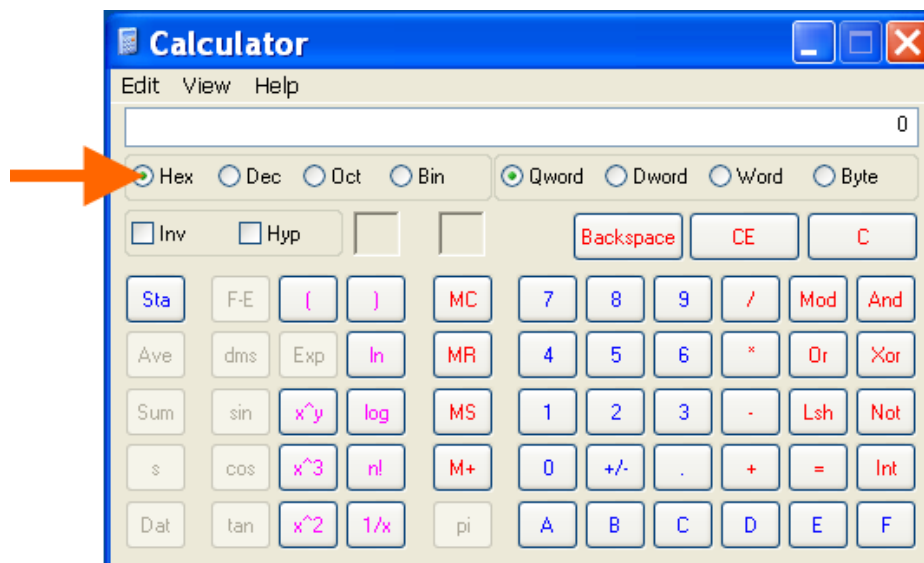 Calculator
Edit View Help
0
Hex Dec Oct Bin Qword Dword Word Byte
Inv Hyp Backspace CE C
Sta F-E ( ) MC 7 8 9 / Mod And
Ave dms Exp ln MR 4 5 6 * Or Xor
Sum sin x^y log MS 1 2 3 - Lsh Not
s cos x^3 n! M+ 0 +/- . + = Int
Dat tan x^2 1/x pi A B C D E F